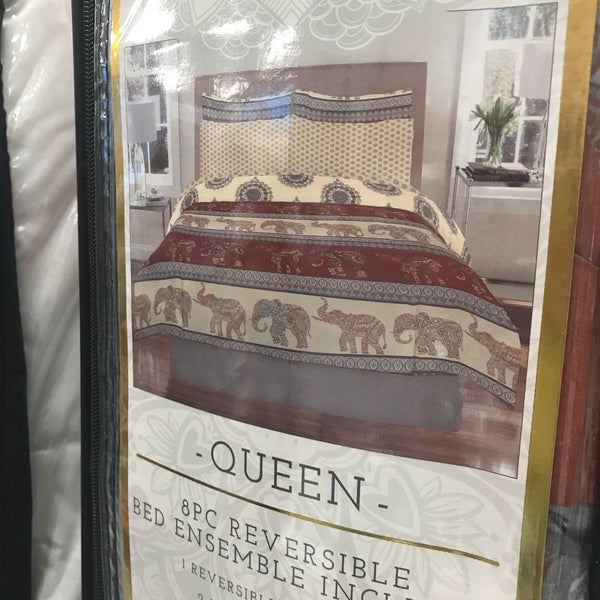 -QUEEN-
8PC REVERSIBLE
BED ENSEMBLE
1 REVERSIBLE